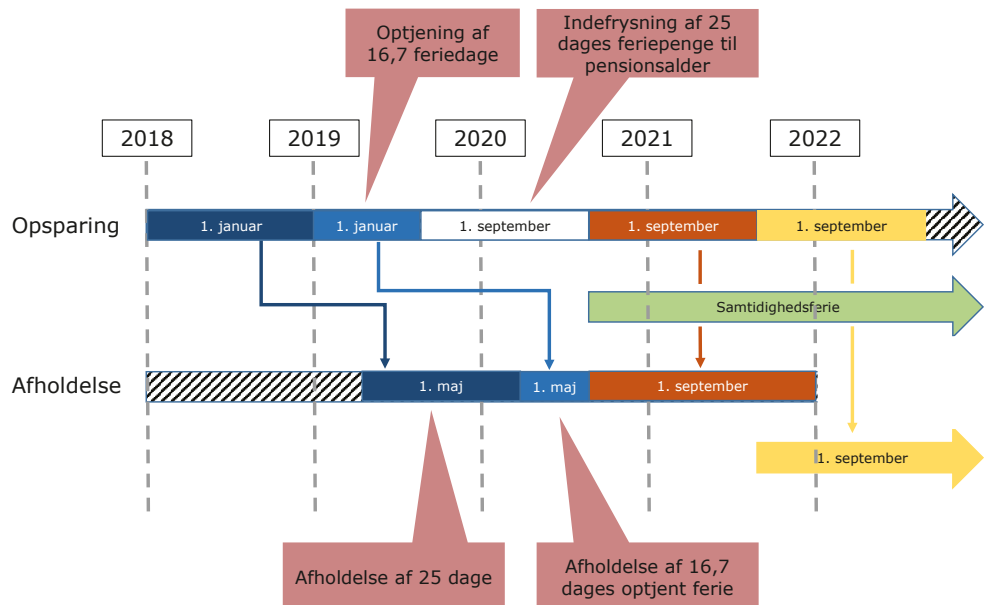 Optjening af
16,7 feriedage
Indefrysning af 25
dages feriepenge til
pensionsalder
2018
2019
2020
2021
2022
Opsparing
1. januar
1. januar
1. september
1. september
1. september
Samtidighedsferie
Afholdelse
1. maj
1. maj
1. september
1. september
Afholdelse af 25 dage
Afholdelse af 16,7
dages optjent ferie